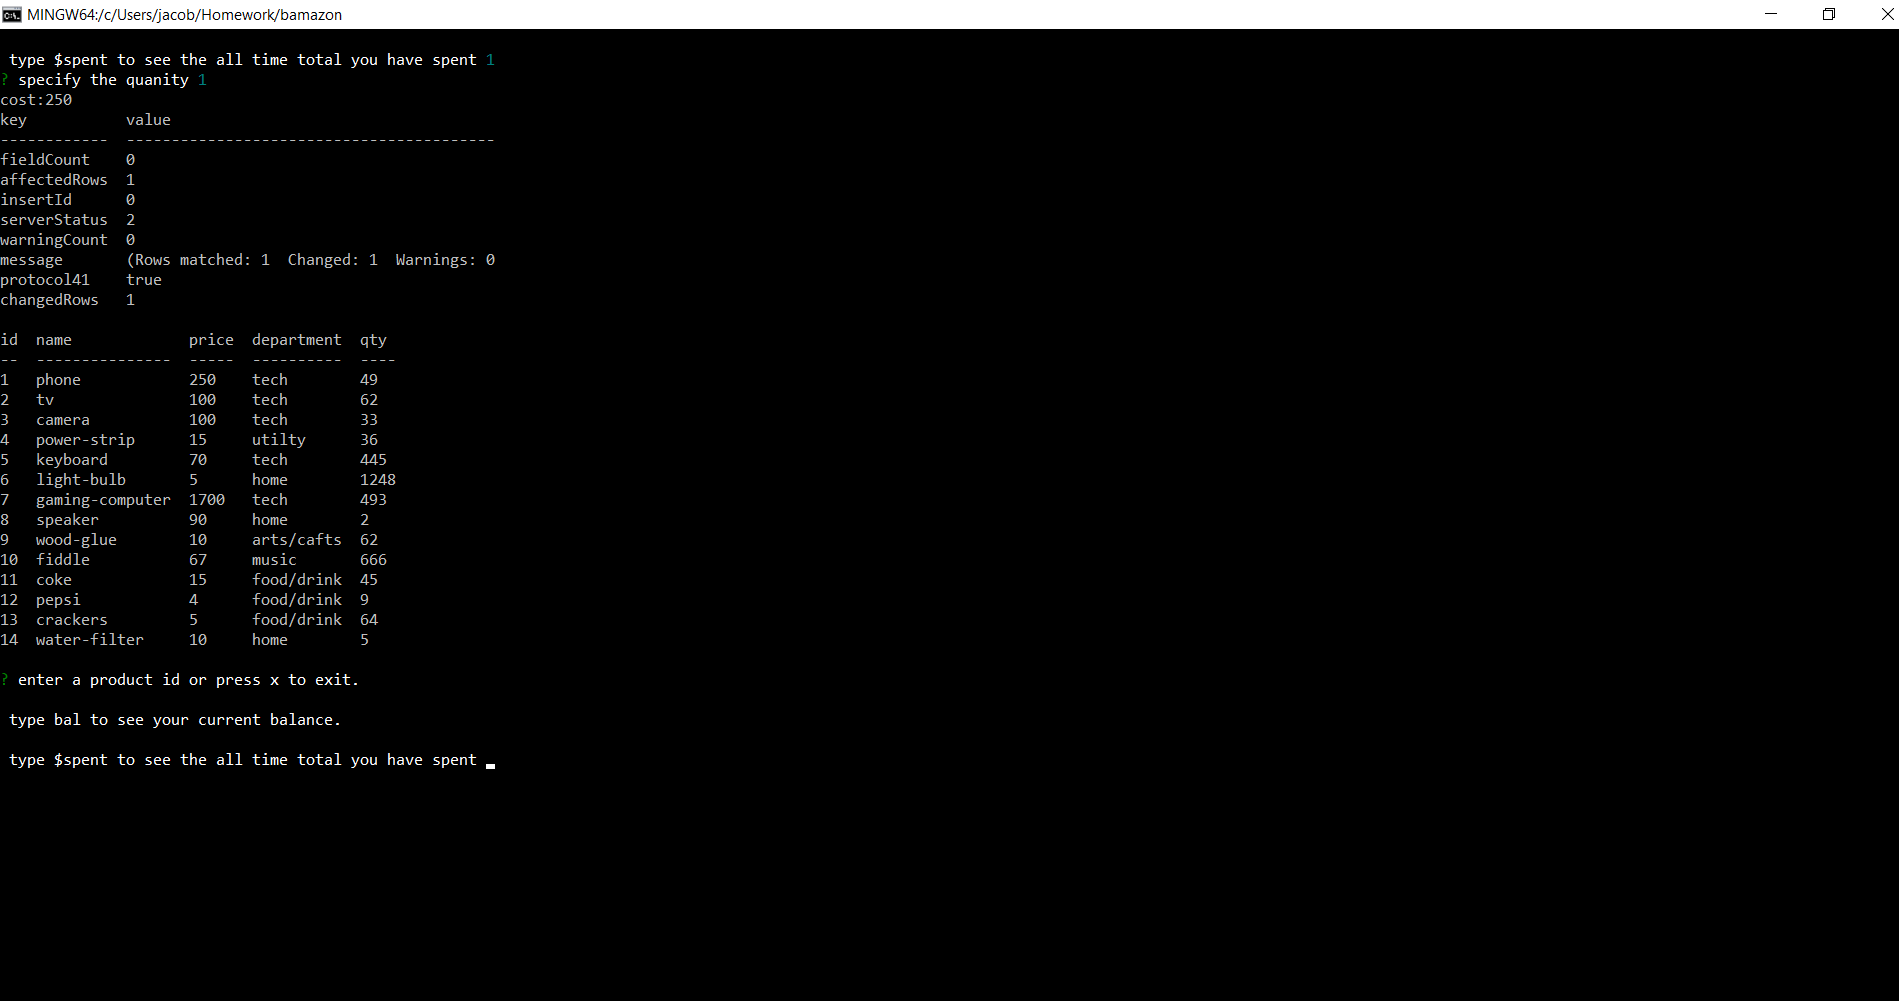 MINGW64:/c/Users/jacob/Homework/bamazon
type $spent to see the all time total you have spent 1
? specify the quanity 1
cost:250
key           value
------------  -----------------------------------------
fieldCount    0
affectedRows  1
insertId      0
serverStatus  2
warningCount  0
message       (Rows matched: 1  Changed: 1  Warnings: 0
protocol41    true
changedRows   1
id  name             price  department  qty
--  ---------------  -----  ----------  ----
1   phone            250    tech        49
2   tv               100    tech        62
3   camera           100    tech        33
4   power-strip      15     utilty      36
5   keyboard         70     tech        445
6   light-bulb       5      home        1248
7   gaming-computer  1700   tech        493
8   speaker          90     home        2
9   wood-glue        10     arts/cafts  62
10  fiddle           67     music       666
11  coke             15     food/drink  45
12  pepsi            4      food/drink  9
13  crackers         5      food/drink  64
14  water-filter     10     home        5
? enter a product id or press x to exit.
type bal to see your current balance.
type $spent to see the all time total you have spent